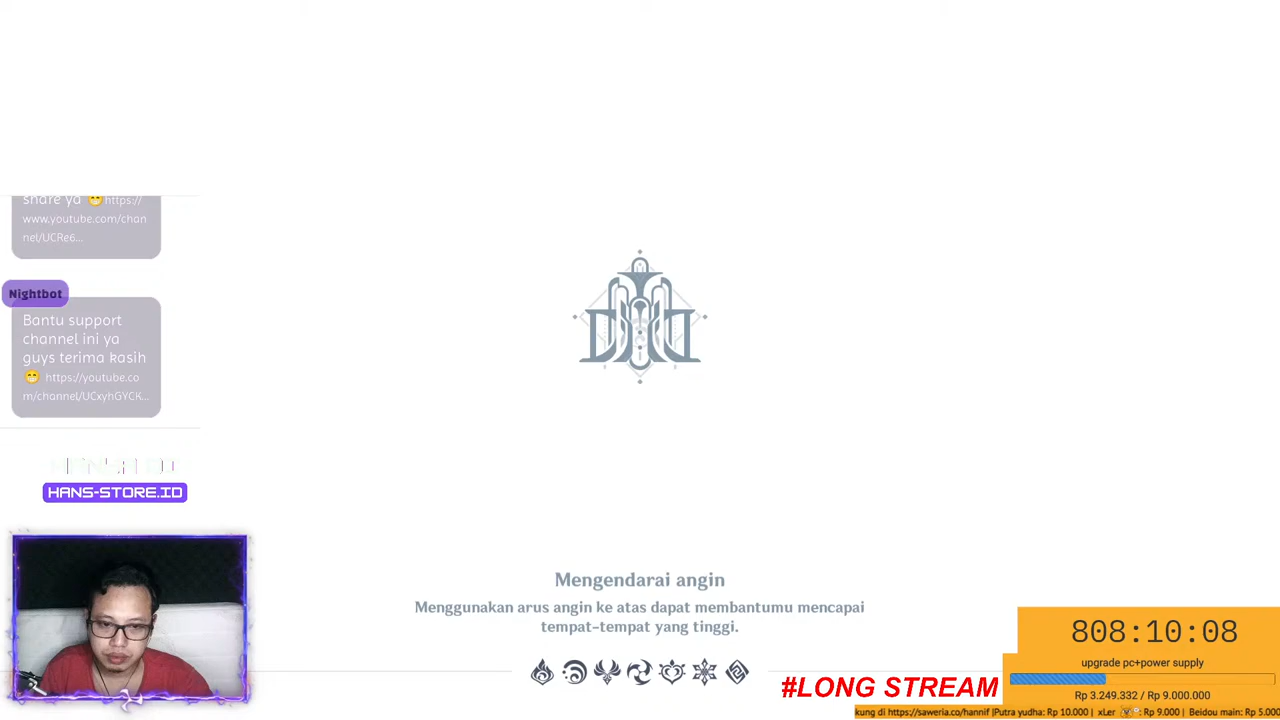 share ya 😁 https://
www.youtube.com/chan
nel/UCRe6...
Nightbot
Bantu support
channel ini ya
guys terima kasih
😁 https://youtube.co
m/channel/UCxyhGYCK...
HANS-STORE.ID
Mengendarai angin
Menggunakan arus angin ke atas dapat membantumu mencapai
tempat-tempat yang tinggi.
#LONG STREAM
808:10:08
upgrade pc+power supply
Rp 3.249.332 / Rp 9.000.000
kung di https://saweria.co/hannif |Putra yudha: Rp 10.000 | xLer 🐯: Rp 9.000 | Beidou main: Rp 5.000